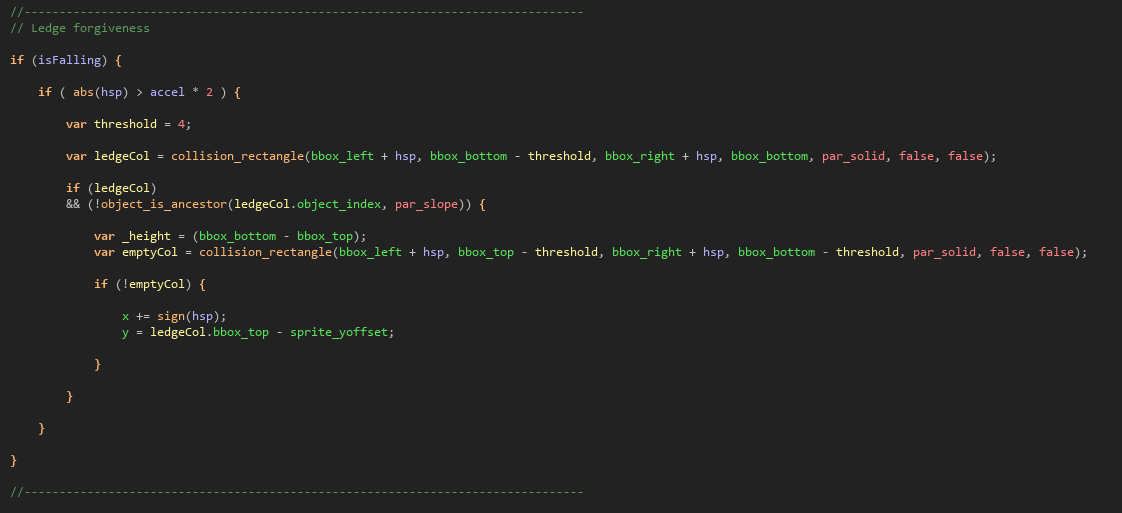 //--------------------------------------------------------------------------------
// Ledge forgiveness
if (isFalling) {
if ( abs(hsp) > accel * 2 ) {
var threshold = 4;
var ledgeCol = collision_rectangle(bbox_left + hsp, bbox_bottom - threshold, bbox_right + hsp, bbox_bottom, par_solid, false, false);
if (ledgeCol)
&& (!object_is_ancestor(ledgeCol.object_index, par_slope)) {
var _height = (bbox_bottom - bbox_top);
var emptyCol = collision_rectangle(bbox_left + hsp, bbox_top - threshold, bbox_right + hsp, bbox_bottom - threshold, par_solid, false, false);
if (!emptyCol) {
x += sign(hsp);
y = ledgeCol.bbox_top - sprite_yoffset;
}
}
}
}
//--------------------------------------------------------------------------------